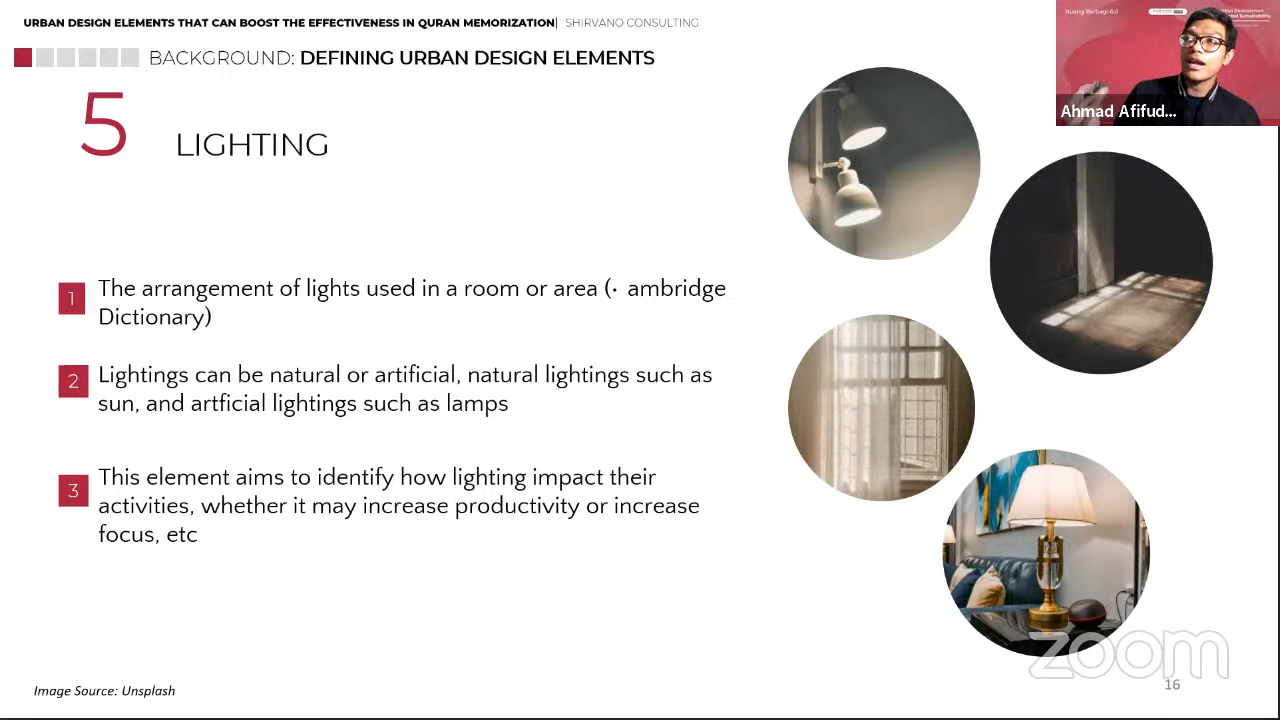 URBAN DESIGN ELEMENTS THAT CAN BOOST THE EFFECTIVENESS IN QURAN MEMORIZATION| SHIRVANO CONSULTING
BACKGROUND: DEFINING URBAN DESIGN ELEMENTS
Ruang Berbagi 6.0
Ahmad Afifud...
5 LIGHTING
1 The arrangement of lights used in a room or area (· ambridge
Dictionary)
2 Lightings can be natural or artificial, natural lightings such as
sun, and artficial lightings such as lamps
3 This element aims to identify how lighting impact their
activities, whether it may increase productivity or increase
focus, etc
zoom
16
Image Source: Unsplash